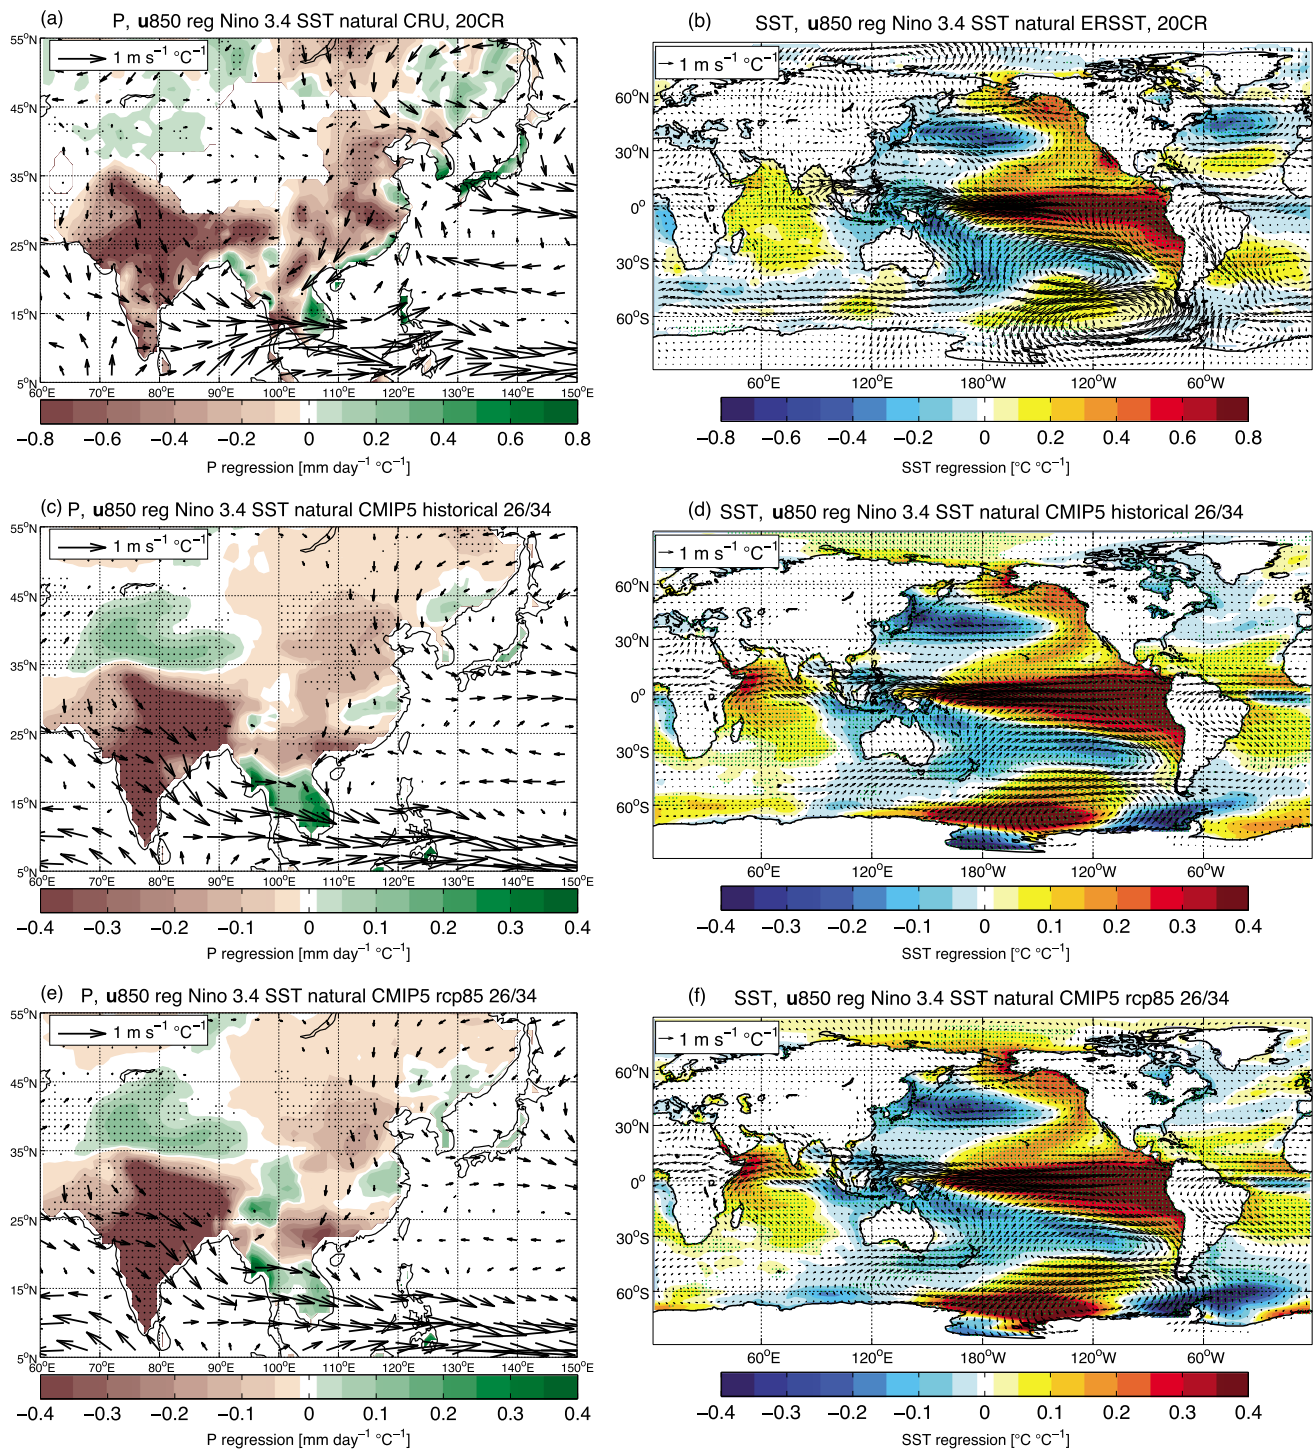 (a) P, u850 reg Nino 3.4 SST natural CRU, 20CR
1 m s⁻¹ °C⁻¹
55°N
45°N
35°N
25°N
15°N
5°N
60°E 70°E 80°E 90°E 100°E 110°E 120°E 130°E 140°E 150°E
−0.8 −0.6 −0.4 −0.2 0 0.2 0.4 0.6 0.8
P regression [mm day⁻¹ °C⁻¹]
(b) SST, u850 reg Nino 3.4 SST natural ERSST, 20CR
1 m s⁻¹ °C⁻¹
60°N
30°N
0°
30°S
60°S
60°E 120°E 180°W 120°W 60°W
−0.8 −0.6 −0.4 −0.2 0 0.2 0.4 0.6 0.8
SST regression [°C °C⁻¹]
(c) P, u850 reg Nino 3.4 SST natural CMIP5 historical 26/34
1 m s⁻¹ °C⁻¹
55°N
45°N
35°N
25°N
15°N
5°N
60°E 70°E 80°E 90°E 100°E 110°E 120°E 130°E 140°E 150°E
−0.4 −0.3 −0.2 −0.1 0 0.1 0.2 0.3 0.4
P regression [mm day⁻¹ °C⁻¹]
(d) SST, u850 reg Nino 3.4 SST natural CMIP5 historical 26/34
1 m s⁻¹ °C⁻¹
60°N
30°N
0°
30°S
60°S
60°E 120°E 180°W 120°W 60°W
−0.4 −0.3 −0.2 −0.1 0 0.1 0.2 0.3 0.4
SST regression [°C °C⁻¹]
(e) P, u850 reg Nino 3.4 SST natural CMIP5 rcp85 26/34
1 m s⁻¹ °C⁻¹
55°N
45°N
35°N
25°N
15°N
5°N
60°E 70°E 80°E 90°E 100°E 110°E 120°E 130°E 140°E 150°E
−0.4 −0.3 −0.2 −0.1 0 0.1 0.2 0.3 0.4
P regression [mm day⁻¹ °C⁻¹]
(f) SST, u850 reg Nino 3.4 SST natural CMIP5 rcp85 26/34
1 m s⁻¹ °C⁻¹
60°N
30°N
0°
30°S
60°S
60°E 120°E 180°W 120°W 60°W
−0.4 −0.3 −0.2 −0.1 0 0.1 0.2 0.3 0.4
SST regression [°C °C⁻¹]